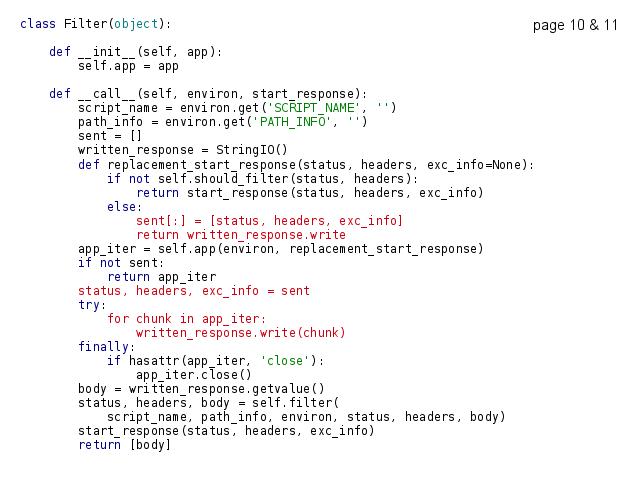 class Filter(object):
page 10 & 11
    def __init__(self, app):
        self.app = app
    def __call__(self, environ, start_response):
        script_name = environ.get('SCRIPT_NAME', '')
        path_info = environ.get('PATH_INFO', '')
        sent = []
        written_response = StringIO()
        def replacement_start_response(status, headers, exc_info=None):
            if not self.should_filter(status, headers):
                return start_response(status, headers, exc_info)
            else:
                sent[:] = [status, headers, exc_info]
                return written_response.write
        app_iter = self.app(environ, replacement_start_response)
        if not sent:
            return app_iter
        status, headers, exc_info = sent
        try:
            for chunk in app_iter:
                written_response.write(chunk)
        finally:
            if hasattr(app_iter, 'close'):
                app_iter.close()
        body = written_response.getvalue()
        status, headers, body = self.filter(
            script_name, path_info, environ, status, headers, body)
        start_response(status, headers, exc_info)
        return [body]